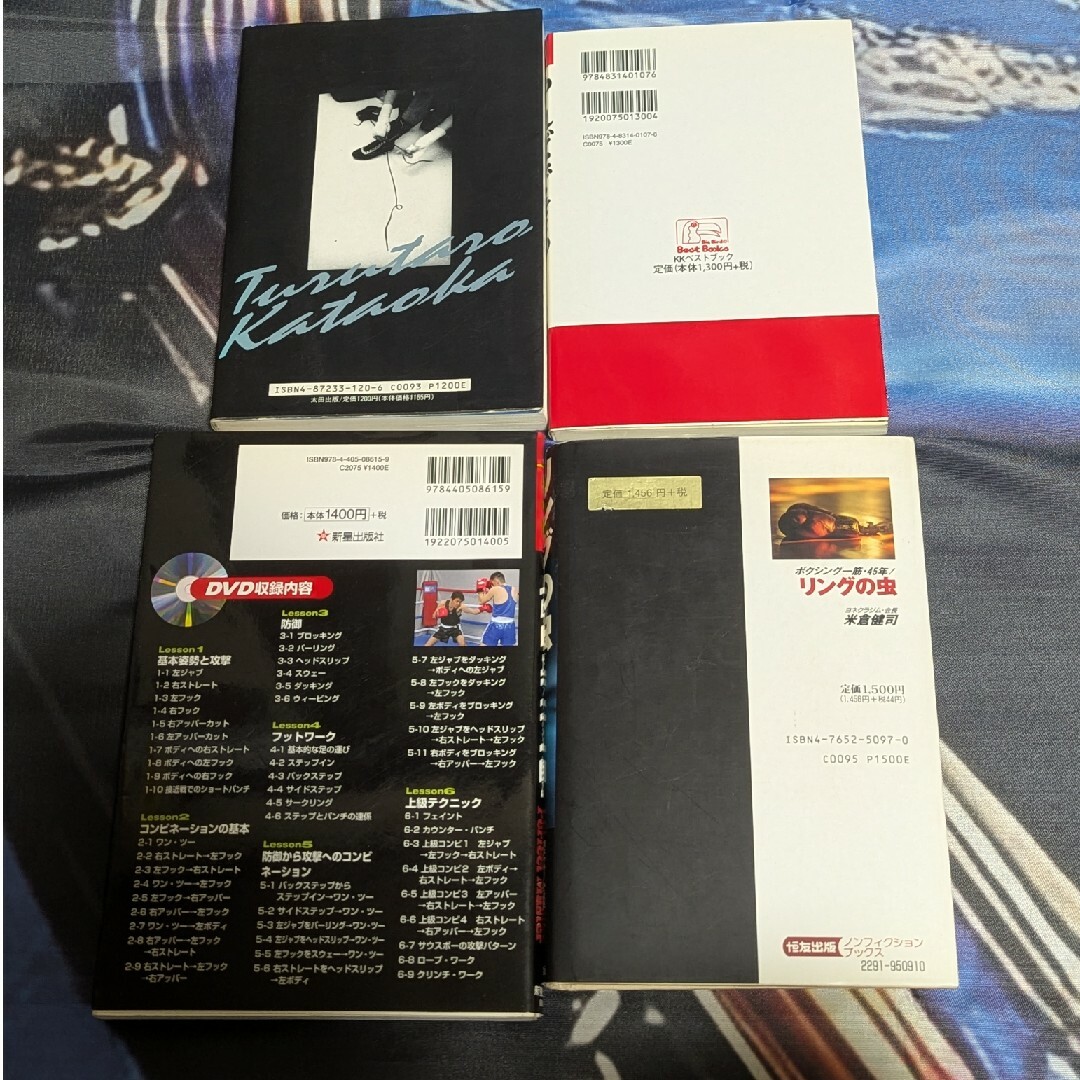 Turutaro
Kataoka
ISBN4-87233-120-6 C0093 P1200E
太田出版/定価1200円(本体価格1165円)
9784831401076
1920075013004
ISBN978-4-8314-0107-6
C0075 ¥1300E
Best Books
KKベストブック
定価(本体1,300円+税)
ISBN978-4-405-08615-9
C2075 ¥1400E
9784405086159
価格:本体1400円+税
新星出版社
1922075014005
DVD収録内容
Lesson1
基本姿勢と攻撃
1-1 左ジャブ
1-2 右ストレート
1-3 左フック
1-4 右フック
1-5 右アッパーカット
1-6 左アッパーカット
1-7 ボディへの右ストレート
1-8 ボディへの左フック
1-9 ボディへの右フック
1-10 接近戦でのショートパンチ
Lesson2
コンビネーションの基本
2-1 ワン・ツー
2-2 右ストレート→左フック
2-3 左フック→右ストレート
2-4 ワン・ツー→左フック
2-5 左フック→右アッパー
2-6 右アッパー→左フック
2-7 ワン・ツー→左ボディ
2-8 右アッパー→左フック
→右ストレート
2-9 右ストレート→左フック
→右アッパー
Lesson3
防御
3-1 ブロッキング
3-2 パーリング
3-3 ヘッドスリップ
3-4 スウェー
3-5 ダッキング
3-6 ウィービング
Lesson4
フットワーク
4-1 基本的な足の運び
4-2 ステップイン
4-3 バックステップ
4-4 サイドステップ
4-5 サークリング
4-6 ステップとパンチの連係
Lesson5
防御から攻撃へのコンビ
ネーション
5-1 バックステップから
ステップイン→ワン・ツー
5-2 サイドステップ→ワン・ツー
5-3 左ジャブをパーリング→ワン・ツー
5-4 左ジャブをヘッドスリップ→ワン・ツー
5-5 左フックをスウェー→ワン・ツー
5-6 右ストレートをヘッドスリップ
→左ボディ
5-7 左ジャブをダッキング
→ボディへの左ジャブ
5-8 左フックをダッキング
→左フック
5-9 左ボディをブロッキング
→左フック
5-10 左ジャブをヘッドスリップ
→右ストレート→左フック
5-11 右ボディをブロッキング
→右アッパー→左フック
Lesson6
上級テクニック
6-1 フェイント
6-2 カウンター・パンチ
6-3 上級コンビ1 左ジャブ
→左フック→右ストレート
6-4 上級コンビ2 左ボディ→
右ストレート→左フック
6-5 上級コンビ3 左アッパー
→右ストレート→左フック
6-6 上級コンビ4 右ストレート
→右アッパー→左フック
6-7 サウスポーの攻撃パターン
6-8 ロープ・ワーク
6-9 クリンチ・ワーク
定価 1,456円+税
ボクシング一筋・45年!
リングの虫
ヨネクラジム・会長
米倉健司
定価1,500円
(1,456円+税44円)
ISBN4-7652-5097-0
C0095 P1500E
恒友出版
ノンフィクション
ブックス
2291-950910